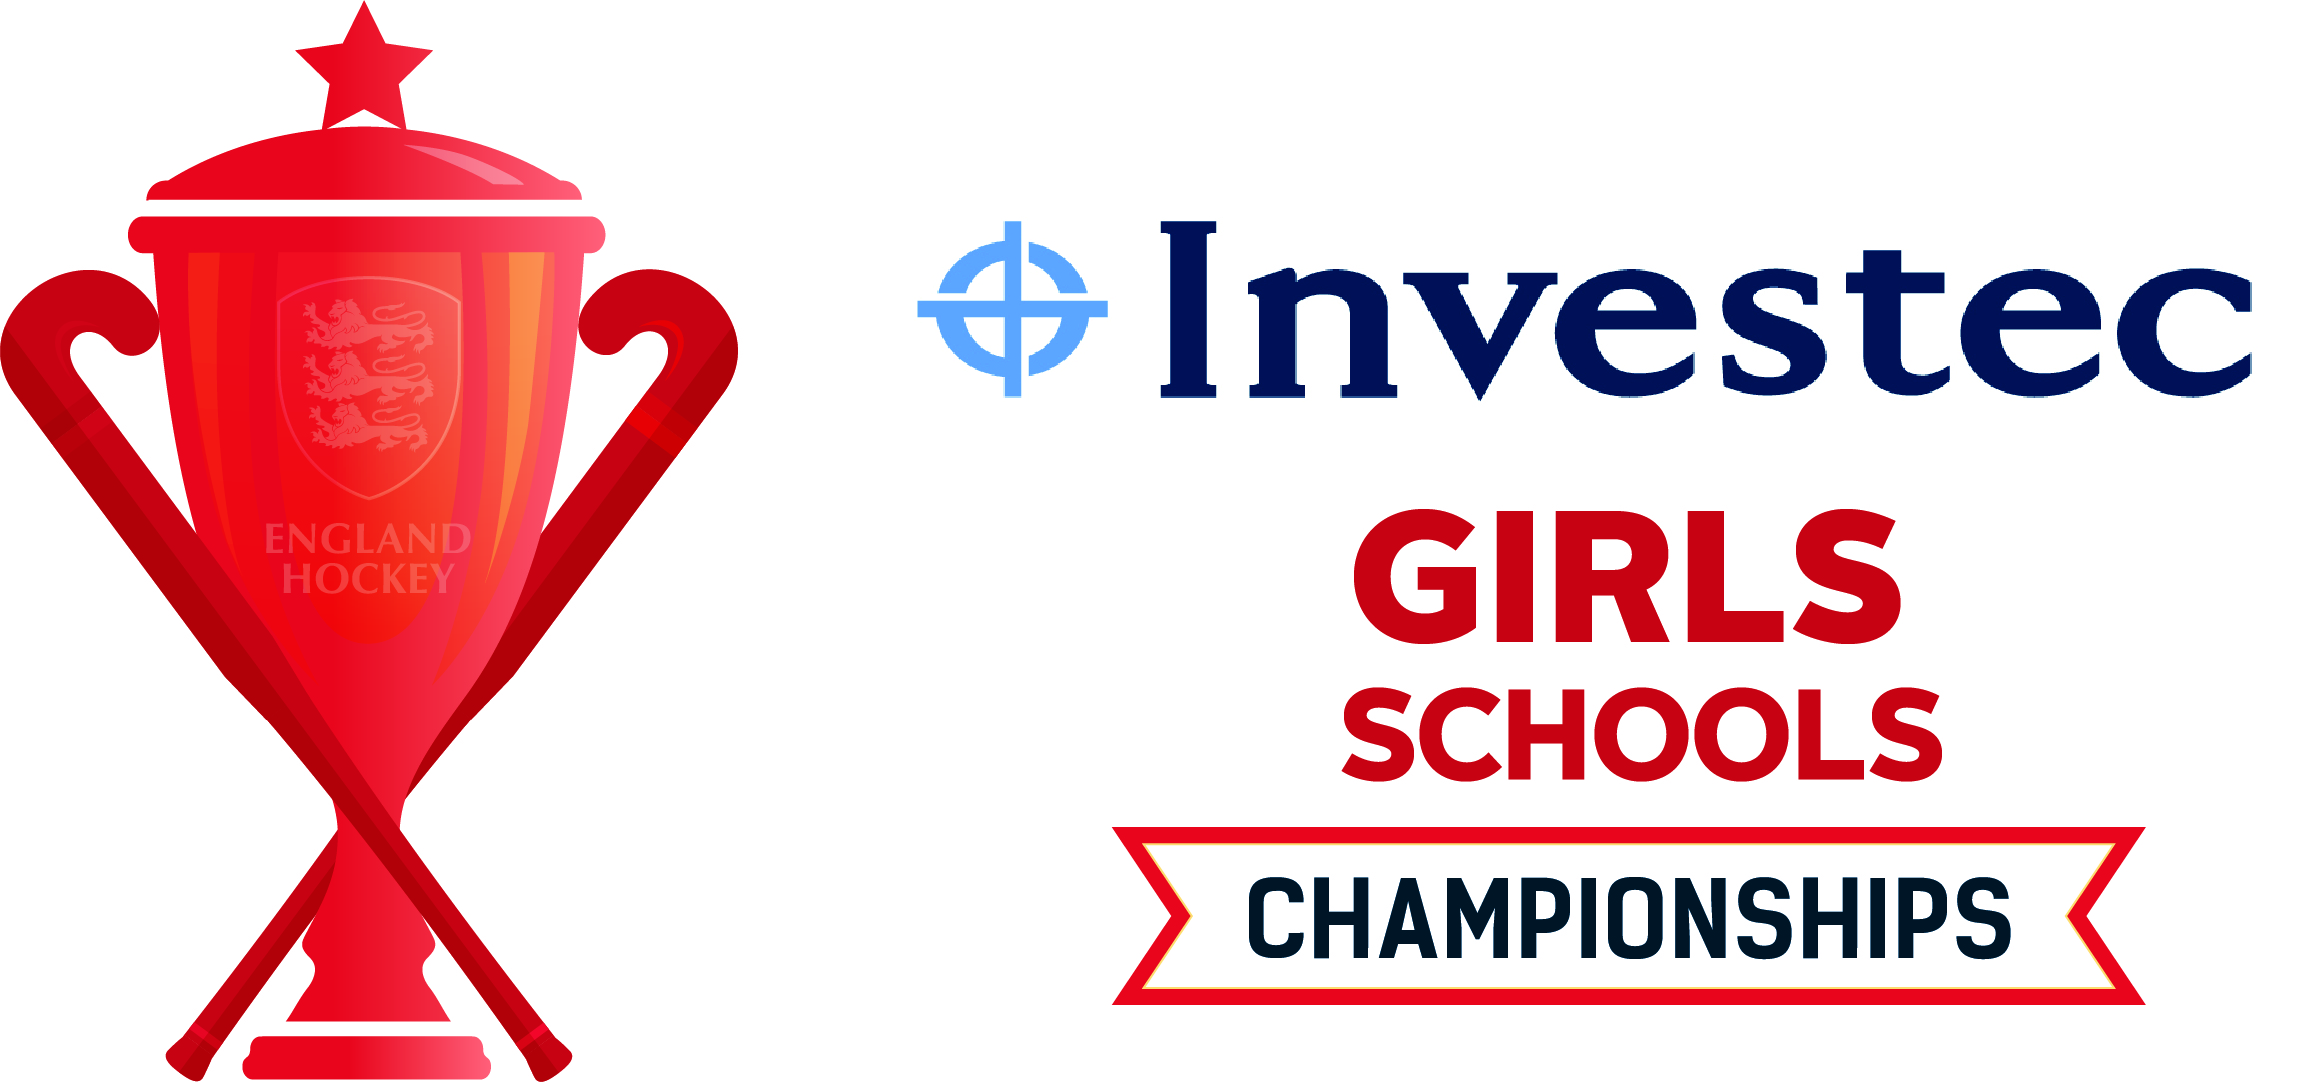 ENGLAND
HOCKEY
Investec
GIRLS
SCHOOLS
CHAMPIONSHIPS